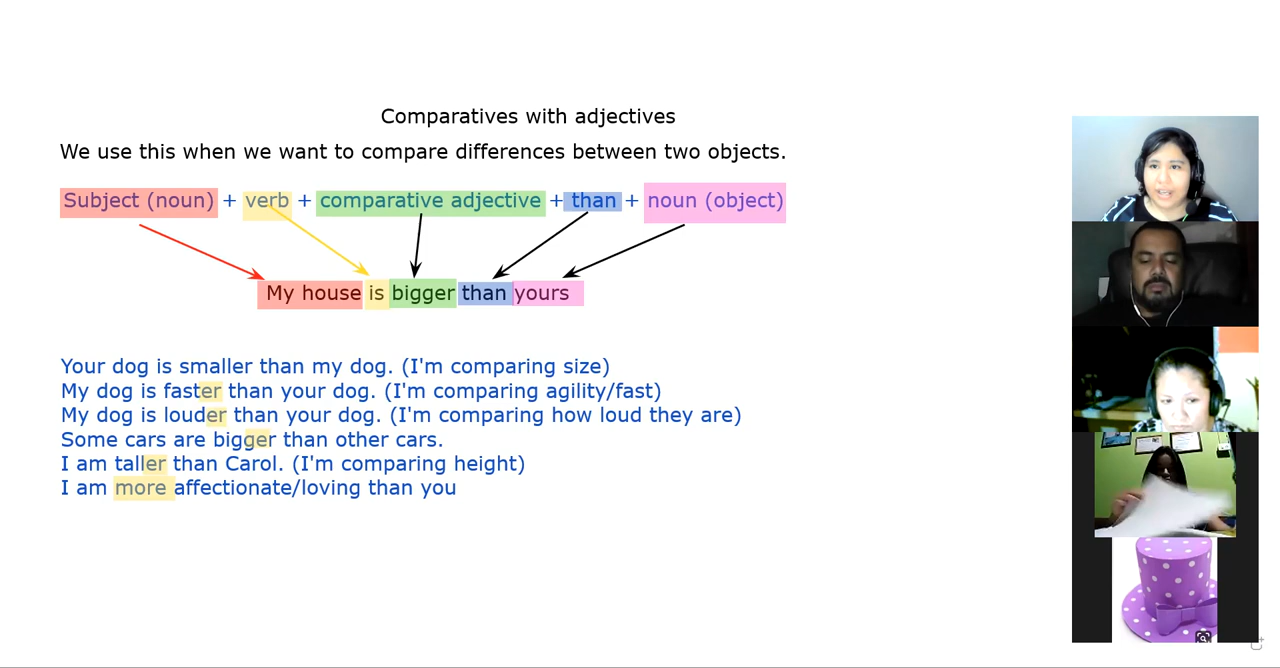 Comparatives with adjectives
We use this when we want to compare differences between two objects.
Subject (noun) + verb + comparative adjective + than + noun (object)
My house is bigger than yours
Your dog is smaller than my dog. (I'm comparing size)
My dog is faster than your dog. (I'm comparing agility/fast)
My dog is louder than your dog. (I'm comparing how loud they are)
Some cars are bigger than other cars.
I am taller than Carol. (I'm comparing height)
I am more affectionate/loving than you